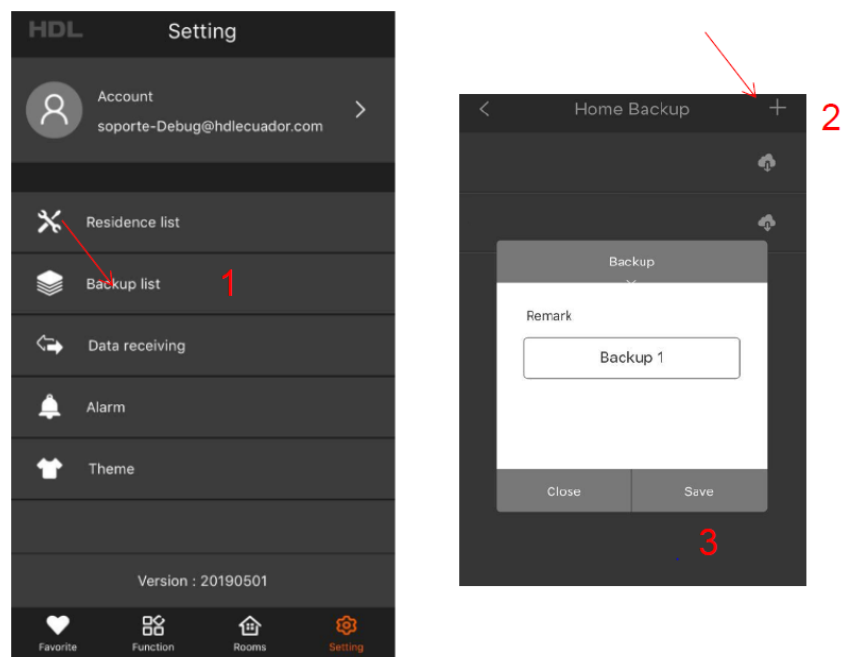 HDL
Setting
Account
soporte-Debug@hdlecuador.com
Residence list
Backup list
1
Data receiving
Alarm
Theme
Version : 20190501
Favorite
Function
Rooms
Setting
Home Backup
2
Backup
Remark
Backup 1
Close
Save
3